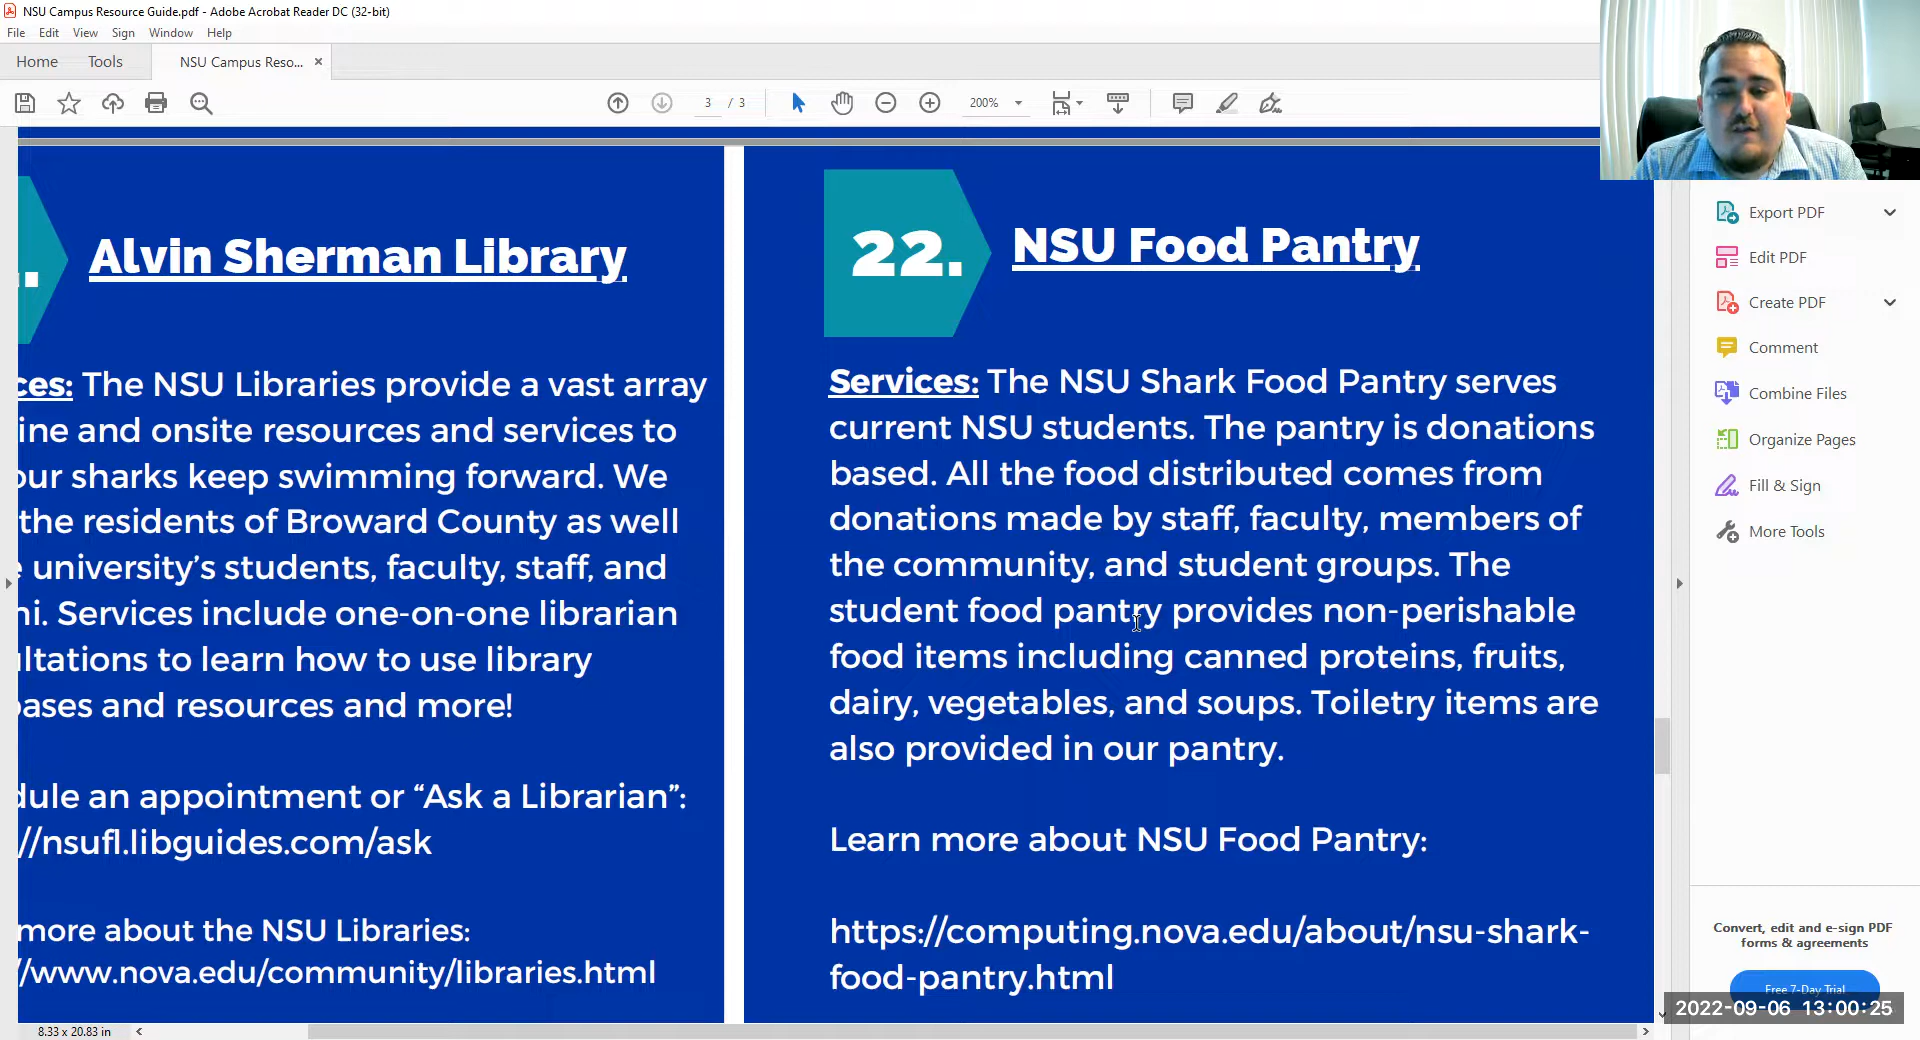 NSU Campus Resource Guide.pdf - Adobe Acrobat Reader DC (32-bit)
File Edit View Sign Window Help
Home Tools NSU Campus Reso... ×
3 / 3 200%
. Alvin Sherman Library
ces: The NSU Libraries provide a vast array
ine and onsite resources and services to
our sharks keep swimming forward. We
the residents of Broward County as well
e university's students, faculty, staff, and
ni. Services include one-on-one librarian
ultations to learn how to use library
bases and resources and more!
dule an appointment or “Ask a Librarian”:
//nsufl.libguides.com/ask
more about the NSU Libraries:
//www.nova.edu/community/libraries.html
22. NSU Food Pantry
Services: The NSU Shark Food Pantry serves
current NSU students. The pantry is donations
based. All the food distributed comes from
donations made by staff, faculty, members of
the community, and student groups. The
student food pantry provides non-perishable
food items including canned proteins, fruits,
dairy, vegetables, and soups. Toiletry items are
also provided in our pantry.
Learn more about NSU Food Pantry:
https://computing.nova.edu/about/nsu-shark-
food-pantry.html
Export PDF
Edit PDF
Create PDF
Comment
Combine Files
Organize Pages
Fill & Sign
More Tools
Convert, edit and e-sign PDF
forms & agreements
Free 7-Day Trial
2022-09-06 13:00:25
8.33 x 20.83 in